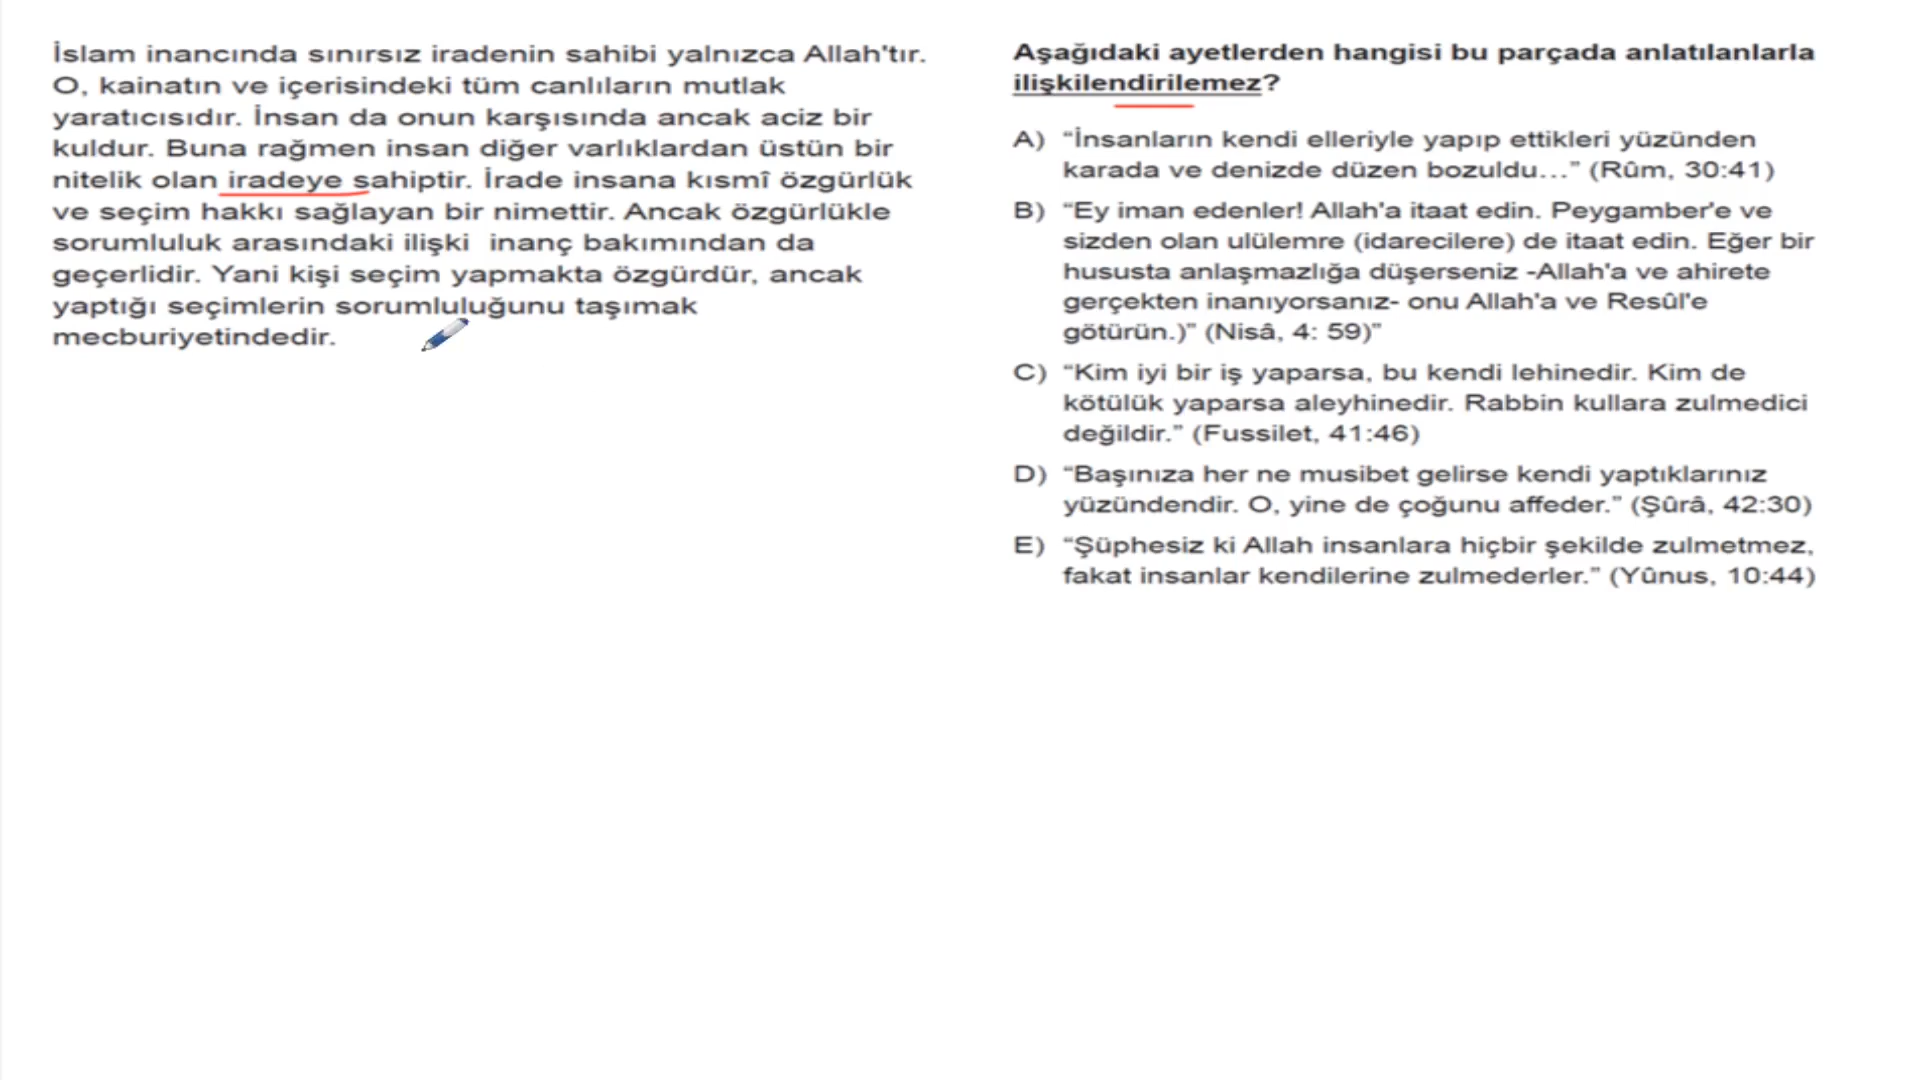 İslam inancında sınırsız iradenin sahibi yalnızca Allah'tır.
O, kainatın ve içerisindeki tüm canlıların mutlak
yaratıcısıdır. İnsan da onun karşısında ancak aciz bir
kuldur. Buna rağmen insan diğer varlıklardan üstün bir
nitelik olan iradeye sahiptir. İrade insana kısmî özgürlük
ve seçim hakkı sağlayan bir nimettir. Ancak özgürlükle
sorumluluk arasındaki ilişki  inanç bakımından da
geçerlidir. Yani kişi seçim yapmakta özgürdür, ancak
yaptığı seçimlerin sorumluluğunu taşımak
mecburiyetindedir.
Aşağıdaki ayetlerden hangisi bu parçada anlatılanlarla
ilişkilendirilemez?
A) “İnsanların kendi elleriyle yapıp ettikleri yüzünden
karada ve denizde düzen bozuldu…” (Rûm, 30:41)
B) “Ey iman edenler! Allah'a itaat edin. Peygamber'e ve
sizden olan ulülemre (idarecilere) de itaat edin. Eğer bir
hususta anlaşmazlığa düşerseniz -Allah'a ve ahirete
gerçekten inanıyorsanız- onu Allah'a ve Resûl'e
götürün.)” (Nisâ, 4: 59)”
C) “Kim iyi bir iş yaparsa, bu kendi lehinedir. Kim de
kötülük yaparsa aleyhinedir. Rabbin kullara zulmedici
değildir.” (Fussilet, 41:46)
D) “Başınıza her ne musibet gelirse kendi yaptıklarınız
yüzündendir. O, yine de çoğunu affeder.” (Şûrâ, 42:30)
E) “Şüphesiz ki Allah insanlara hiçbir şekilde zulmetmez,
fakat insanlar kendilerine zulmederler.” (Yûnus, 10:44)